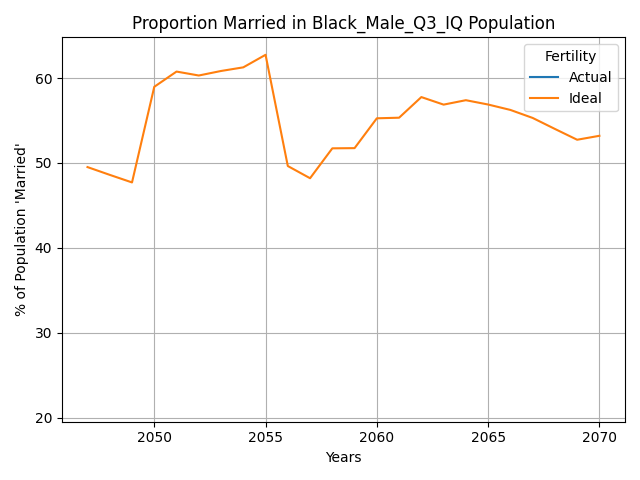 Proportion Married in Black_Male_Q3_IQ Population
Fertility
Actual
Ideal
% of Population 'Married'
60
50
40
30
20
2050 2055 2060 2065 2070
Years